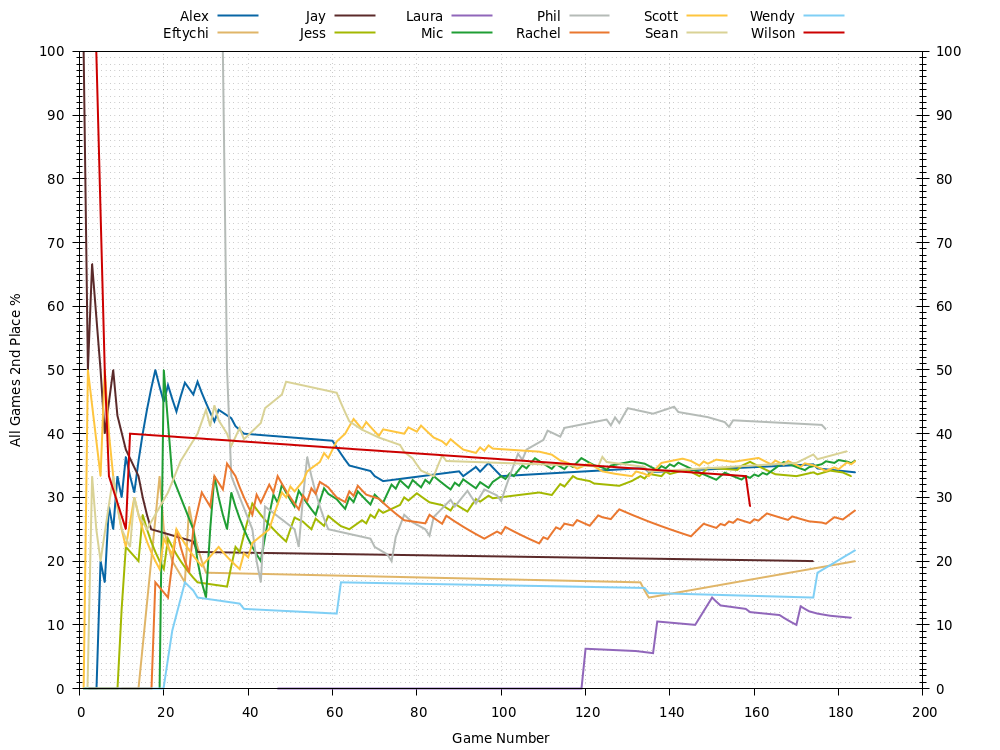 Alex Jay Laura Phil Scott Wendy
Eftychi Jess Mic Rachel Sean Wilson
100 100
90 90
80 80
70 70
60 60
50 50
40 40
30 30
20 20
10 10
0 0
0 20 40 60 80 100 120 140 160 180 200
All Games 2nd Place %
Game Number